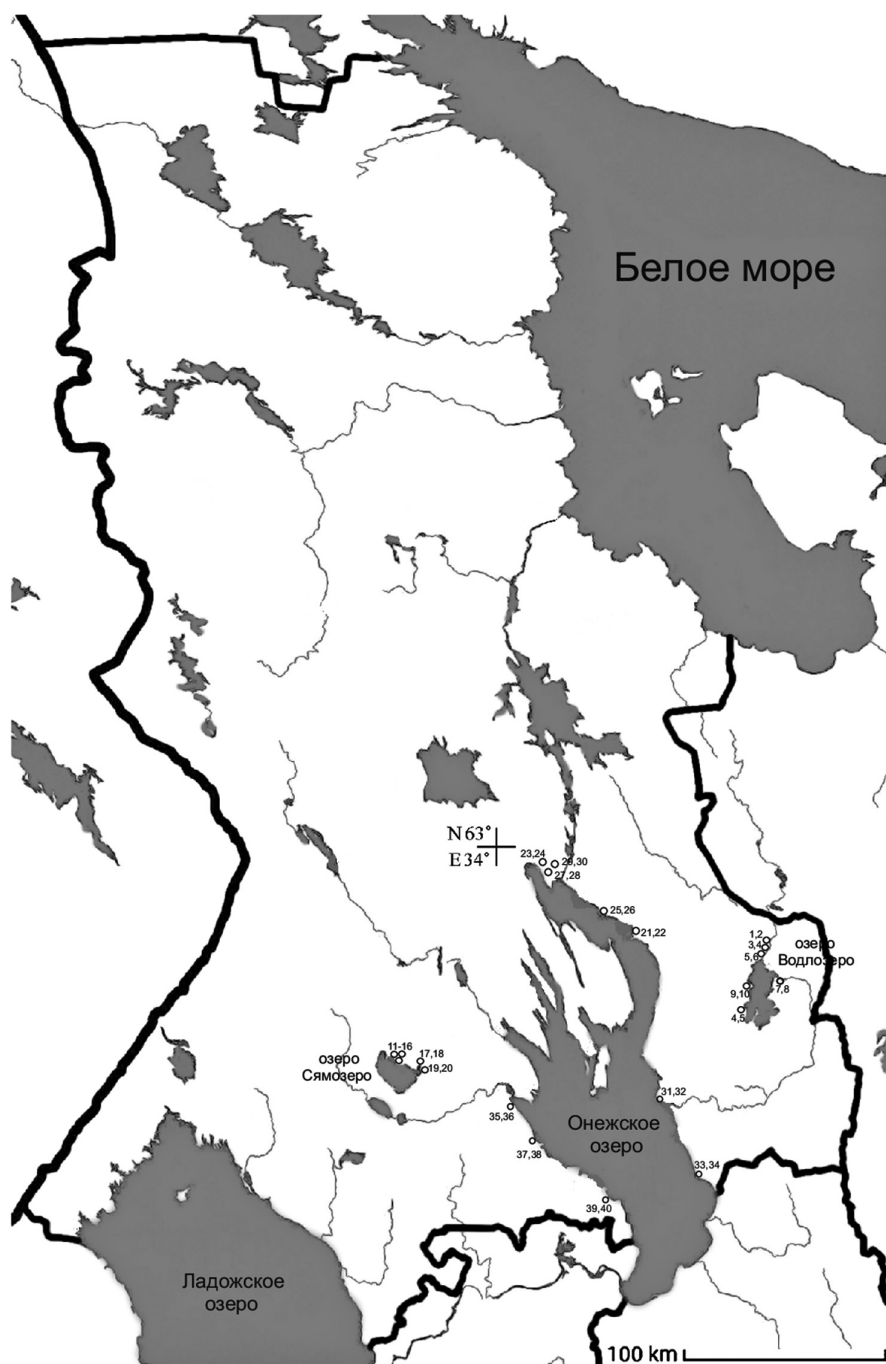 Белое море
N 63°
E 34°
23,24
29,30
27,28
25,26
21,22
1,2
3,4
5,6
озеро
Водлозеро
7,8
9,10
4,5
11-16
17,18
19,20
озеро
Сямозеро
31,32
35,36
Онежское
озеро
37,38
33,34
39,40
Ладожское
озеро
100 km